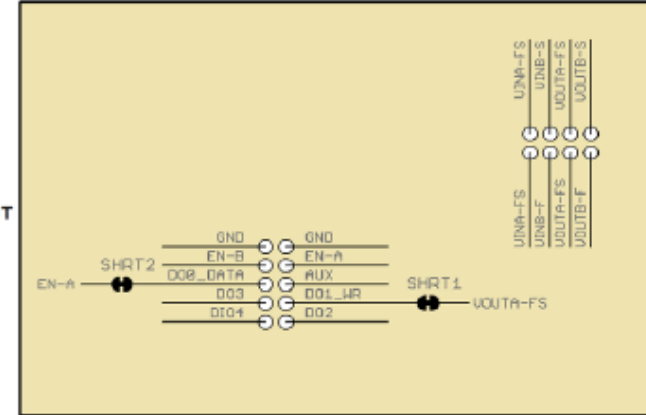 VINA-FS
VINB-S
VOUTA-FS
VOUTB-S
VINA-FS
VINB-F
VOUTA-FS
VOUTB-F
T
GND GND
EN-B EN-A
SHRT2 DO0_DATA AUX SHRT1
EN-A
DO3 DO1_WR VOUTA-FS
DIO4 DO2